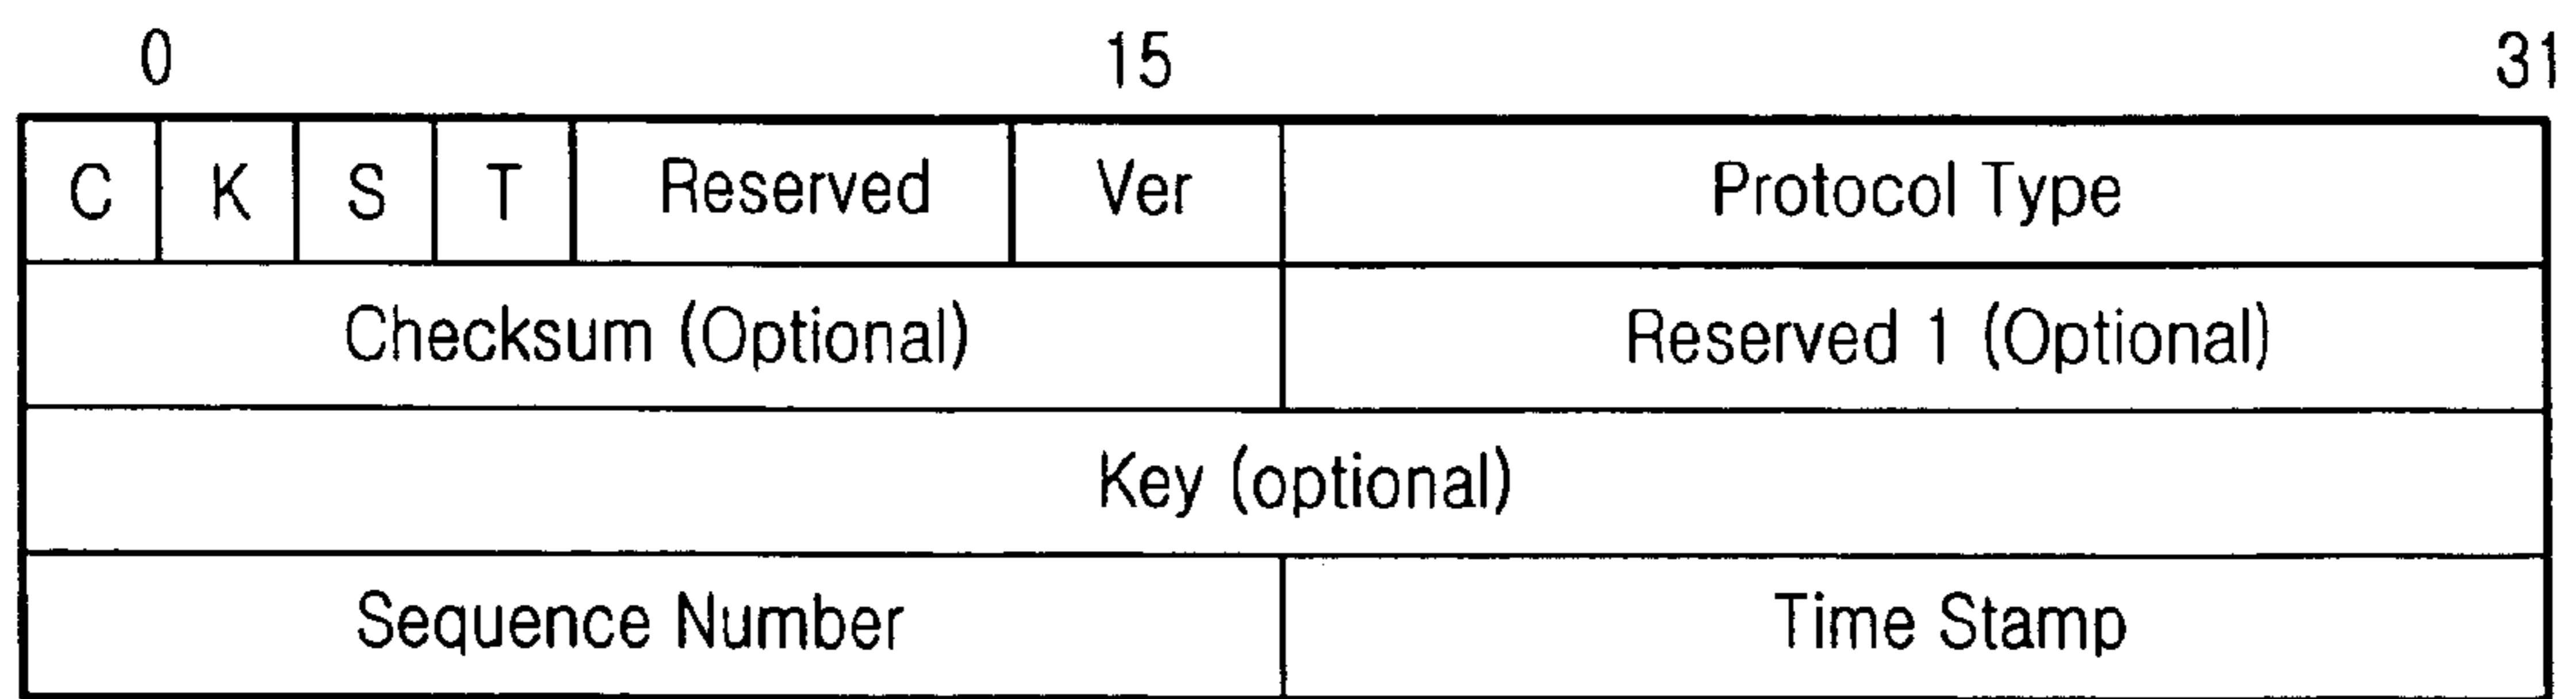 0 15 31
C K S T Reserved Ver Protocol Type
Checksum (Optional) Reserved 1 (Optional)
Key (optional)
Sequence Number Time Stamp